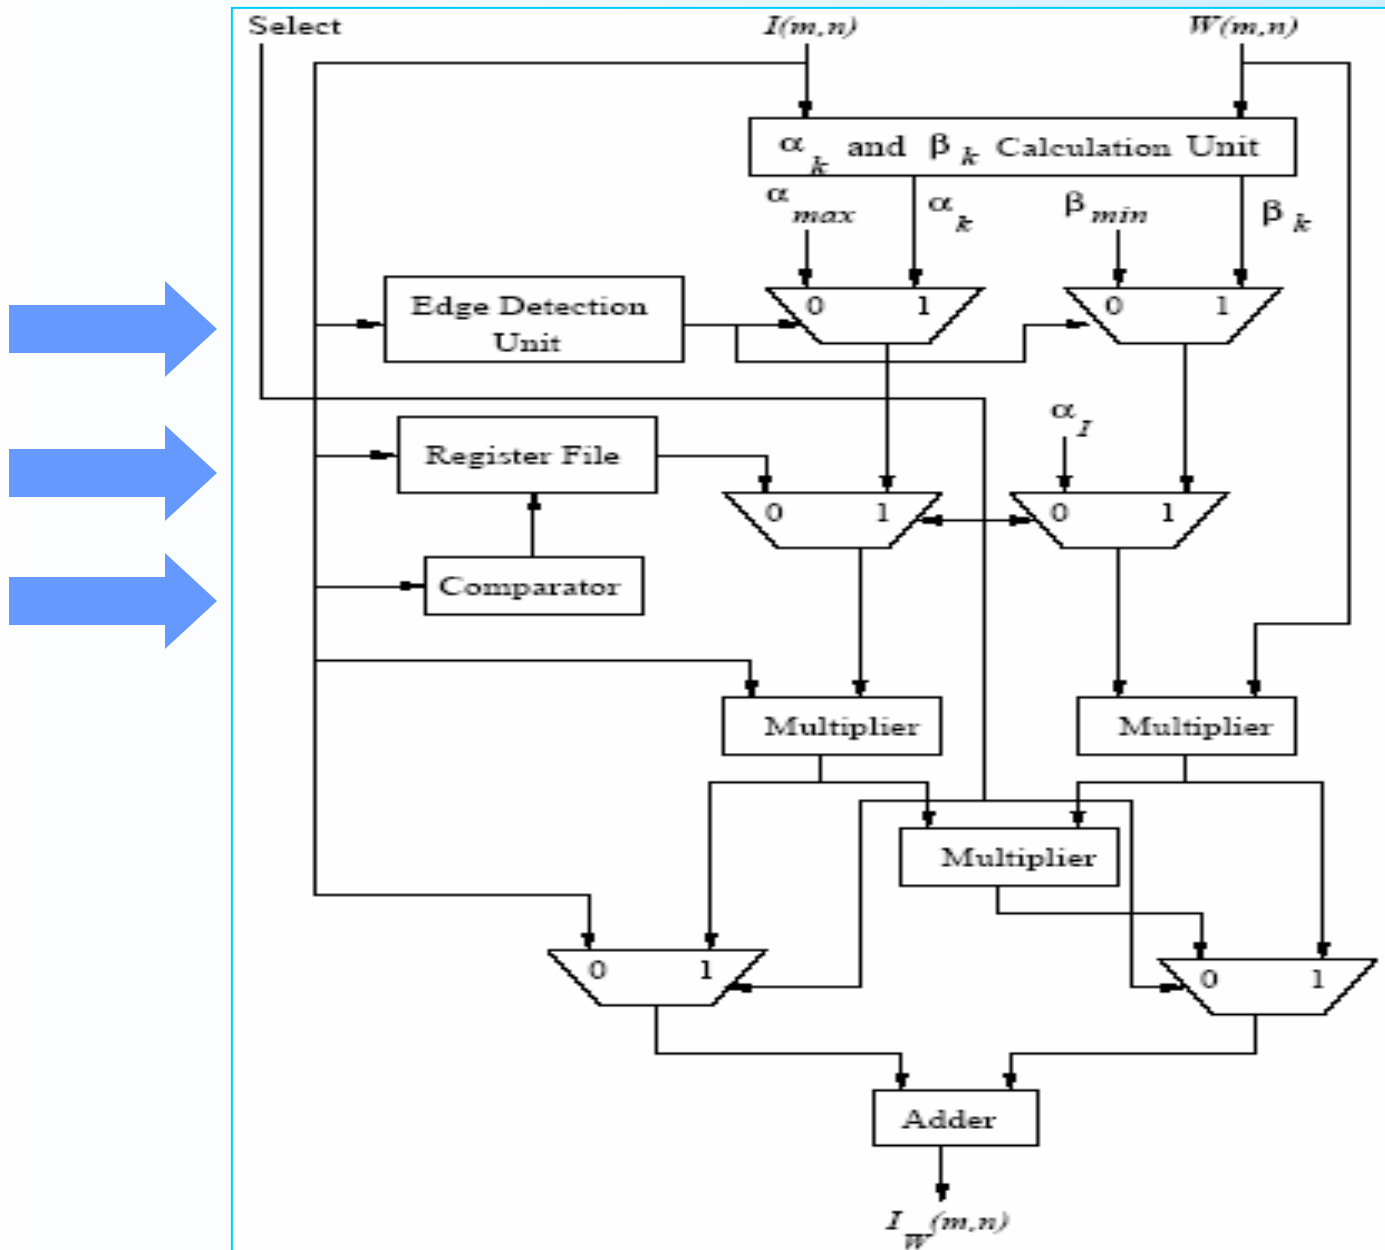 Select I(m,n) W(m,n)
α k and β k Calculation Unit
α max α k β min β k
0 1 0 1
Edge Detection
Unit
α I
Register File
0 1 0 1
Comparator
Multiplier Multiplier
Multiplier
0 1 0 1
Adder
I W (m,n)